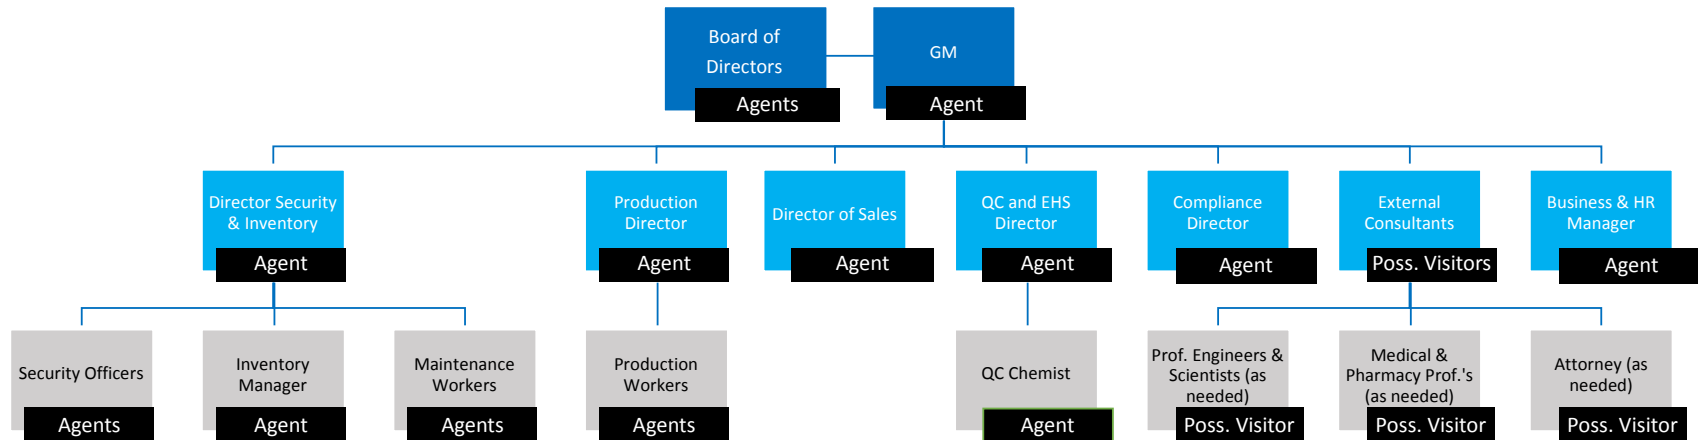 Board of
Directors
Agents
GM
Agent
Director Security
& Inventory
Agent
Production
Director
Agent
Director of Sales
Agent
QC and EHS
Director
Agent
Compliance
Director
Agent
External
Consultants
Poss. Visitors
Business & HR
Manager
Agent
Security Officers
Agents
Inventory
Manager
Agent
Maintenance
Workers
Agents
Production
Workers
Agents
QC Chemist
Agent
Prof. Engineers &
Scientists (as
needed)
Poss. Visitor
Medical &
Pharmacy Prof.'s
(as needed)
Poss. Visitor
Attorney (as
needed)
Poss. Visitor